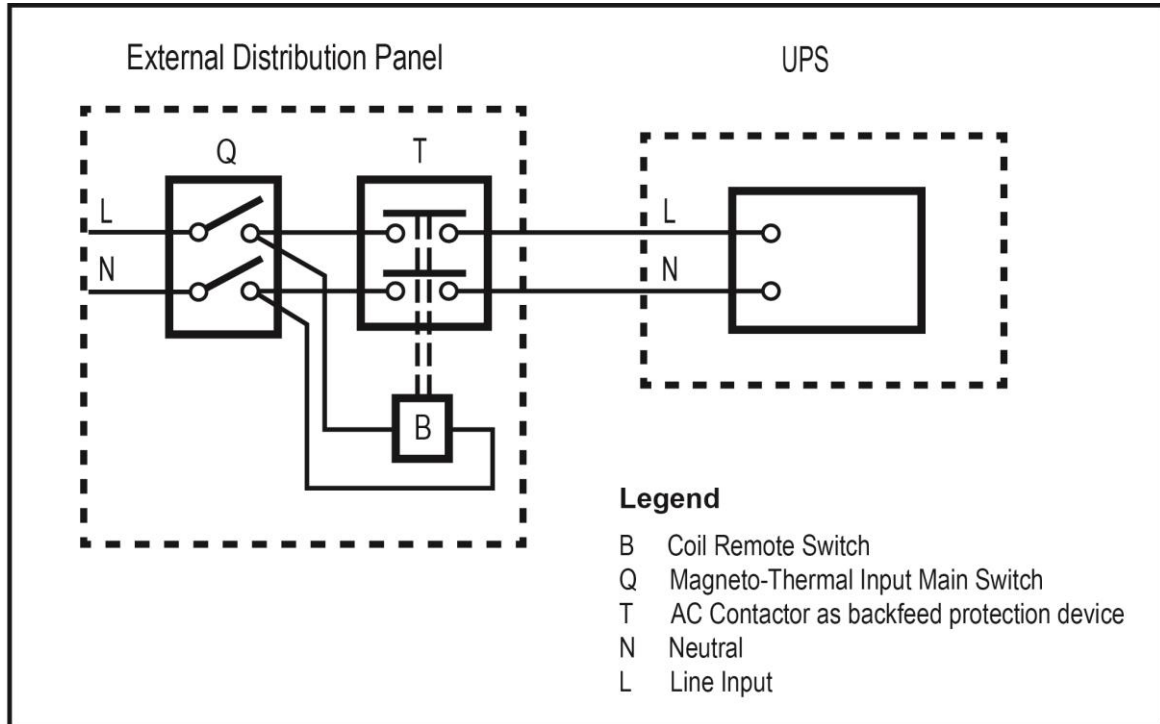 External Distribution Panel
UPS
Q
T
L
N
L
N
B
Legend
B Coil Remote Switch
Q Magneto-Thermal Input Main Switch
T AC Contactor as backfeed protection device
N Neutral
L Line Input